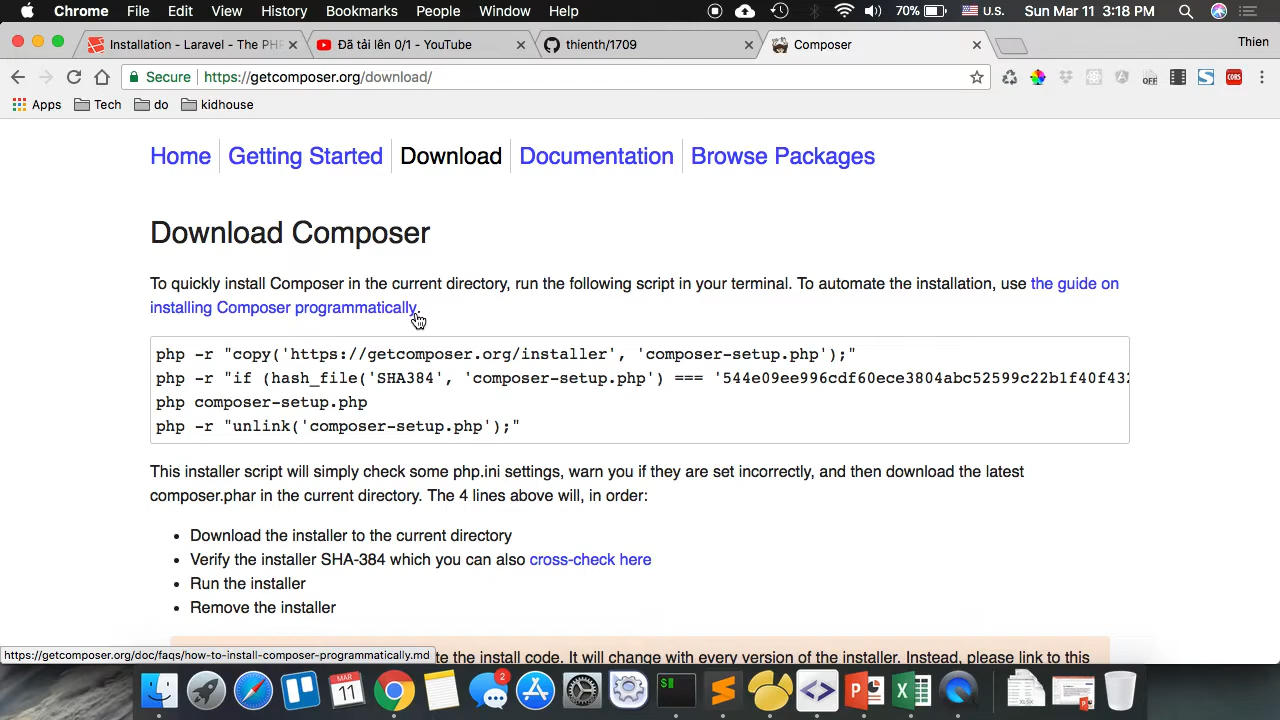 Chrome File Edit View History Bookmarks People Window Help 70% U.S. Sun Mar 11 3:18 PM
Installation - Laravel - The PHP
Đã tải lên 0/1 - YouTube
thienth/1709
Composer
Thien
Secure https://getcomposer.org/download/
OFF
CORS
Apps Tech do kidhouse
Home Getting Started Download Documentation Browse Packages
Download Composer
To quickly install Composer in the current directory, run the following script in your terminal. To automate the installation, use the guide on
installing Composer programmatically.
php -r "copy('https://getcomposer.org/installer', 'composer-setup.php');"
php -r "if (hash_file('SHA384', 'composer-setup.php') === '544e09ee996cdf60ece3804abc52599c22b1f40f432
php composer-setup.php
php -r "unlink('composer-setup.php');"
This installer script will simply check some php.ini settings, warn you if they are set incorrectly, and then download the latest
composer.phar in the current directory. The 4 lines above will, in order:
• Download the installer to the current directory
• Verify the installer SHA-384 which you can also cross-check here
• Run the installer
• Remove the installer
https://getcomposer.org/doc/faqs/how-to-install-composer-programmatically.md
the install code. It will change with every version of the installer. Instead, please link to this
MAR
11
2